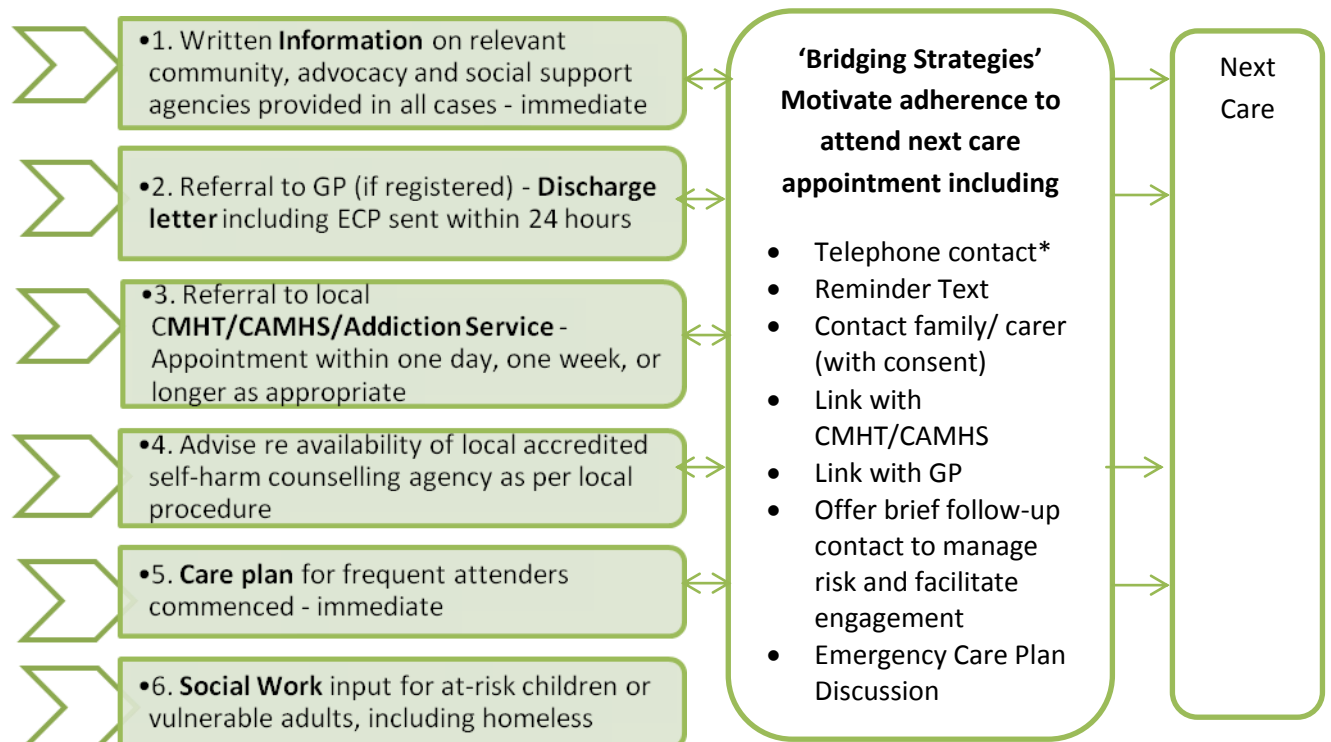 •1. Written Information on relevant
community, advocacy and social support
agencies provided in all cases - immediate
•2. Referral to GP (if registered) - Discharge
letter including ECP sent within 24 hours
•3. Referral to local
CMHT/CAMHS/Addiction Service -
Appointment within one day, one week, or
longer as appropriate
•4. Advise re availability of local accredited
self-harm counselling agency as per local
procedure
•5. Care plan for frequent attenders
commenced - immediate
•6. Social Work input for at-risk children or
vulnerable adults, including homeless
‘Bridging Strategies’
Motivate adherence to
attend next care
appointment including
• Telephone contact*
• Reminder Text
• Contact family/ carer
(with consent)
• Link with
CMHT/CAMHS
• Link with GP
• Offer brief follow-up
contact to manage
risk and facilitate
engagement
• Emergency Care Plan
Discussion
Next
Care